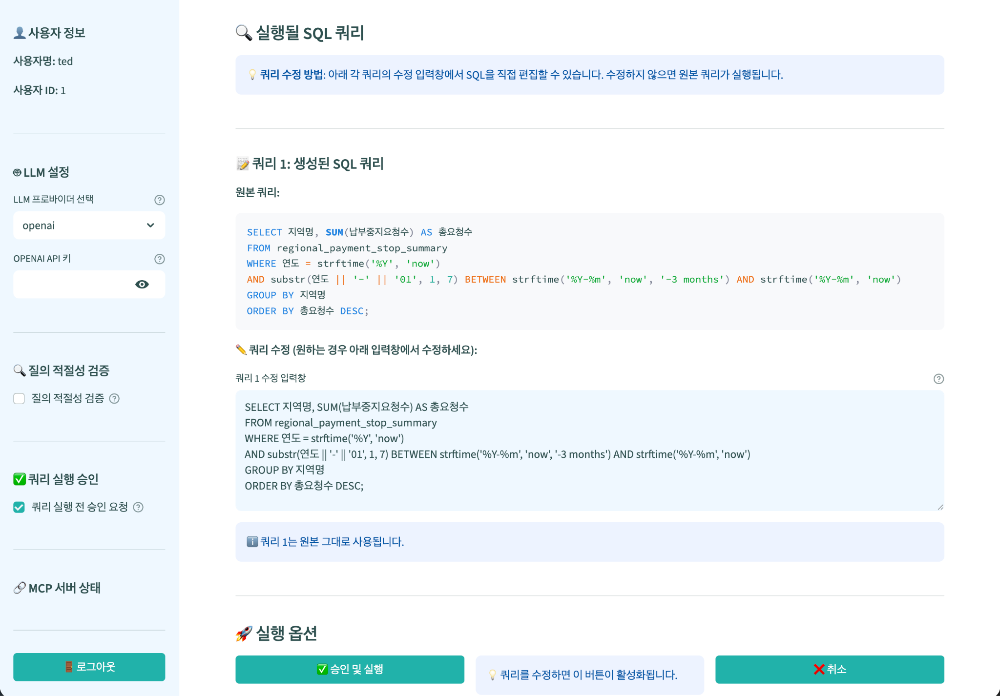 👤 사용자 정보
사용자명: ted
사용자 ID: 1
LLM 설정
LLM 프로바이더 선택
openai
OPENAI API 키
🔍 질의 적절성 검증
질의 적절성 검증
✅ 쿼리 실행 승인
쿼리 실행 전 승인 요청
🔗 MCP 서버 상태
🚪 로그아웃
🔍 실행될 SQL 쿼리
💡 쿼리 수정 방법: 아래 각 쿼리의 수정 입력창에서 SQL을 직접 편집할 수 있습니다. 수정하지 않으면 원본 쿼리가 실행됩니다.
📝 쿼리 1: 생성된 SQL 쿼리
원본 쿼리:
SELECT 지역명, SUM(납부중지요청수) AS 총요청수
FROM regional_payment_stop_summary
WHERE 연도 = strftime('%Y', 'now')
AND substr(연도 || '-' || '01', 1, 7) BETWEEN strftime('%Y-%m', 'now', '-3 months') AND strftime('%Y-%m', 'now')
GROUP BY 지역명
ORDER BY 총요청수 DESC;
✏️ 쿼리 수정 (원하는 경우 아래 입력창에서 수정하세요):
쿼리 1 수정 입력창
SELECT 지역명, SUM(납부중지요청수) AS 총요청수
FROM regional_payment_stop_summary
WHERE 연도 = strftime('%Y', 'now')
AND substr(연도 || '-' || '01', 1, 7) BETWEEN strftime('%Y-%m', 'now', '-3 months') AND strftime('%Y-%m', 'now')
GROUP BY 지역명
ORDER BY 총요청수 DESC;
ℹ️ 쿼리 1는 원본 그대로 사용됩니다.
🚀 실행 옵션
✅ 승인 및 실행
💡 쿼리를 수정하면 이 버튼이 활성화됩니다.
❌ 취소